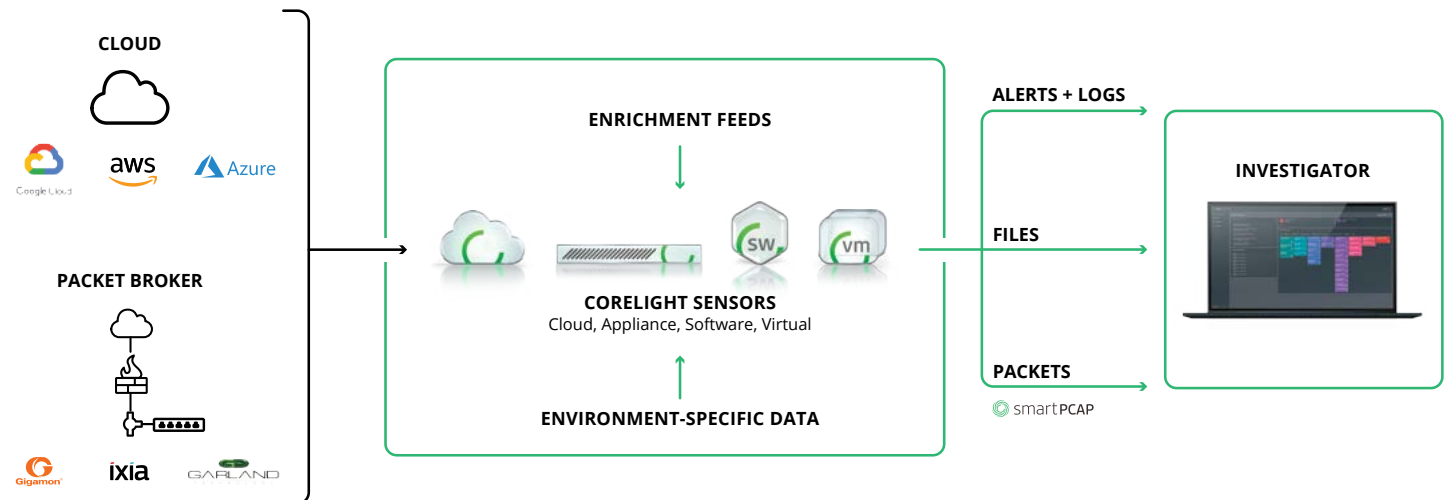 CLOUD
Google Cloud
aws
Azure
PACKET BROKER
Gigamon
ixia
GARLAND
ENRICHMENT FEEDS
sw
vm
CORELIGHT SENSORS
Cloud, Appliance, Software, Virtual
ENVIRONMENT-SPECIFIC DATA
ALERTS + LOGS
FILES
PACKETS
smartPCAP
INVESTIGATOR